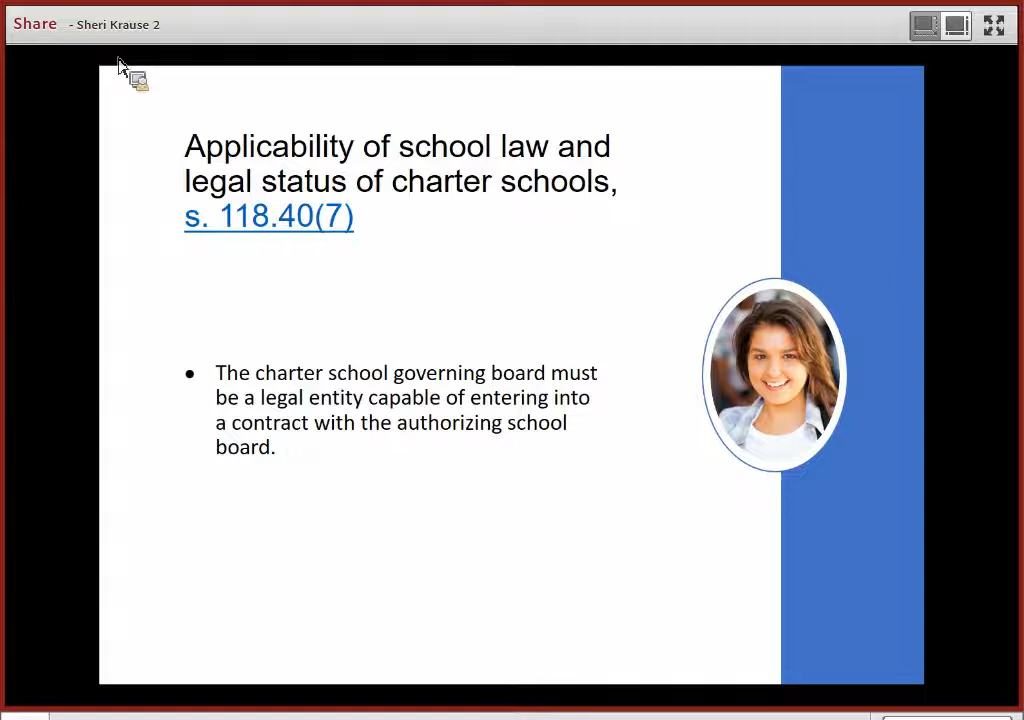 Share - Sheri Krause 2
Applicability of school law and
legal status of charter schools,
s. 118.40(7)
● The charter school governing board must
be a legal entity capable of entering into
a contract with the authorizing school
board.